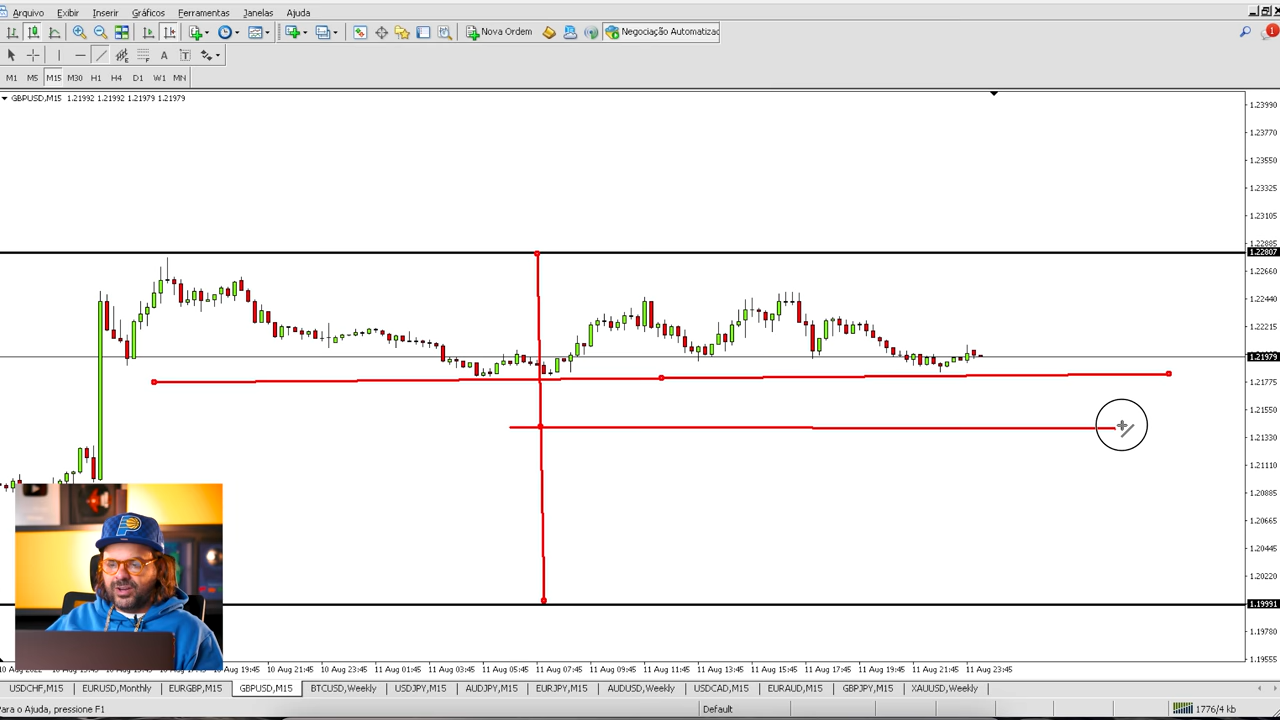 Arquivo Exibir Inserir Gráficos Ferramentas Janelas Ajuda
Nova Ordem Negociação Automatizac 1
A T
M1 M5 M15 M30 H1 H4 D1 W1 MN
GBPUSD,M15 1.21992 1.21992 1.21979 1.21979
1.23990
1.23770
1.23550
1.23325
1.23105
1.22885
1.22807
1.22660
1.22440
1.22215
1.21979
1.21775
1.21550
1.21330
1.21110
1.20885
1.20665
1.20445
1.20220
1.19991
1.19780
1.19555
10 Aug 19:45 10 Aug 21:45 10 Aug 23:45 11 Aug 01:45 11 Aug 03:45 11 Aug 05:45 11 Aug 07:45 11 Aug 09:45 11 Aug 11:45 11 Aug 13:45 11 Aug 15:45 11 Aug 17:45 11 Aug 19:45 11 Aug 21:45 11 Aug 23:45
USDCHF,M15 EURUSD,Monthly EURGBP,M15 GBPUSD,M15 BTCUSD,Weekly USDJPY,M15 AUDJPY,M15 EURJPY,M15 AUDUSD,Weekly USDCAD,M15 EURAUD,M15 GBPJPY,M15 XAUUSD,Weekly
Para o Ajuda, pressione F1 Default 1776/4 kb